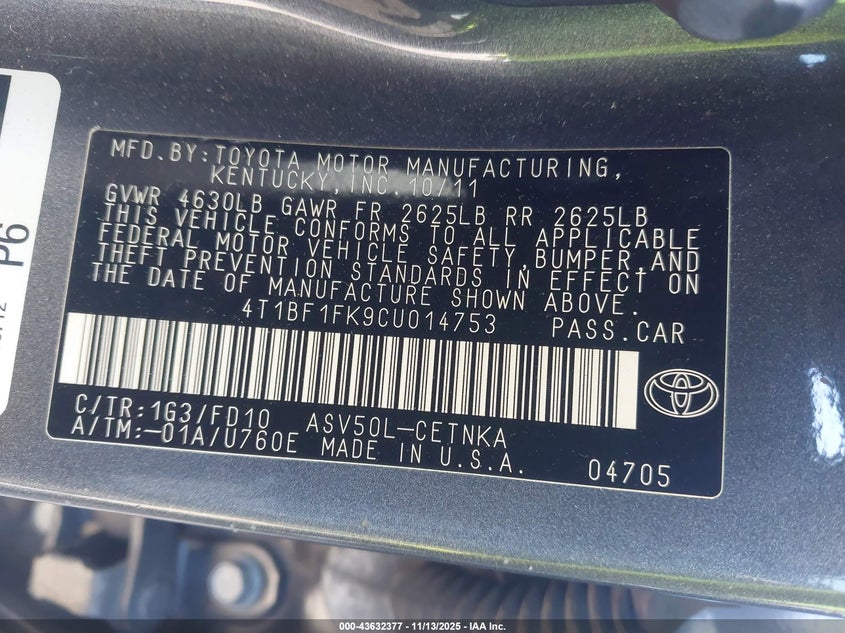 MFD.BY:TOYOTA MOTOR MANUFACTURING,
KENTUCKY,INC.10/11
GVWR 4630LB GAWR FR 2625LB RR 2625LB
THIS VEHICLE CONFORMS TO ALL APPLICABLE
FEDERAL MOTOR VEHICLE SAFETY,BUMPER,AND
THEFT PREVENTION STANDARDS IN EFFECT ON
THE DATE OF MANUFACTURE SHOWN ABOVE.
4T1BF1FK9CU014753 PASS.CAR
C/TR:1G3/FD10 ASV50L-CETNKA
A/TM:-01A/U760E MADE IN U.S.A. 04705
P6
000-43632377 | 11/13/2025 – IAA Inc.